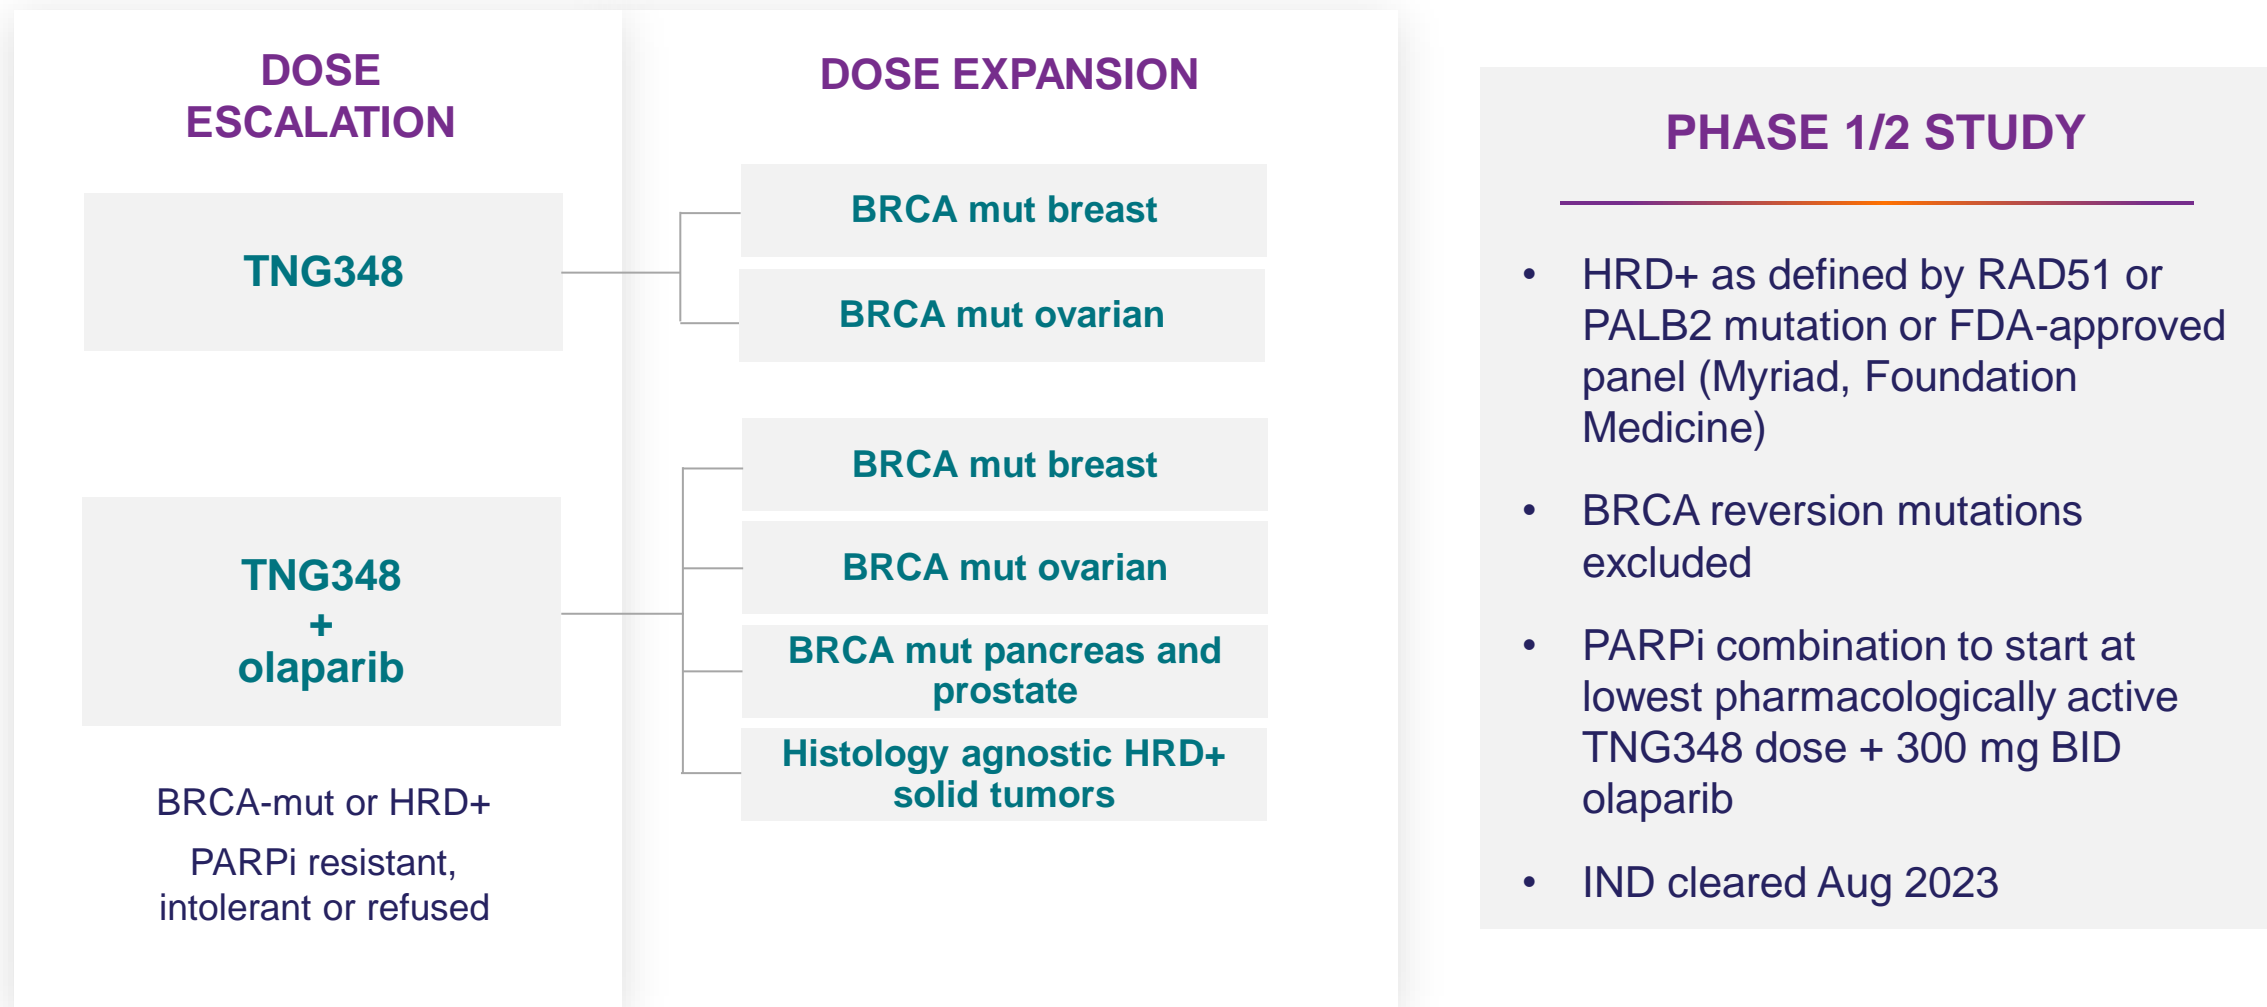 DOSE
ESCALATION
TNG348
TNG348
+
olaparib
BRCA-mut or HRD+
PARPi resistant,
intolerant or refused
DOSE EXPANSION
BRCA mut breast
BRCA mut ovarian
BRCA mut breast
BRCA mut ovarian
BRCA mut pancreas and
prostate
Histology agnostic HRD+
solid tumors
PHASE 1/2 STUDY
• HRD+ as defined by RAD51 or
PALB2 mutation or FDA-approved
panel (Myriad, Foundation
Medicine)
• BRCA reversion mutations
excluded
• PARPi combination to start at
lowest pharmacologically active
TNG348 dose + 300 mg BID
olaparib
• IND cleared Aug 2023